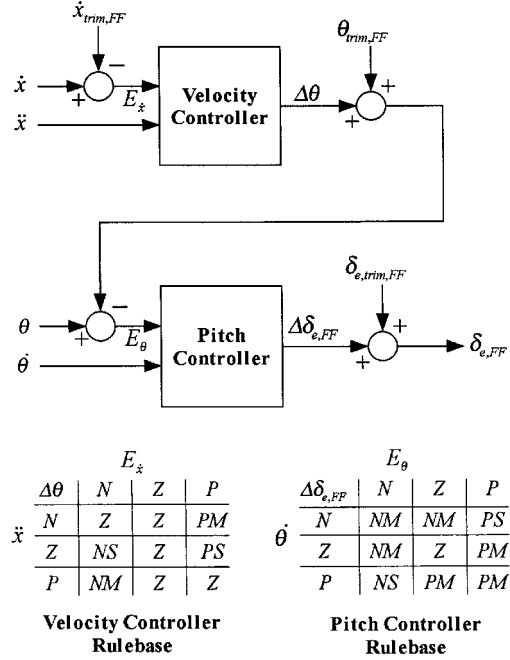 ẋ_trim,FF
θ_trim,FF
−
+
ẋ
+
E_ẋ
Velocity
Controller
Δθ
+
ẍ
−
θ
+
E_θ
θ̇
Pitch
Controller
Δδ_e,FF
δ_e,trim,FF
+
+
δ_e,FF
E_ẋ
Δθ N Z P
N Z Z PM
ẍ Z NS Z PS
P NM Z Z
Velocity Controller
Rulebase
E_θ
Δδ_e,FF N Z P
N NM NM PS
θ̇ Z NM Z PM
P NS PM PM
Pitch Controller
Rulebase